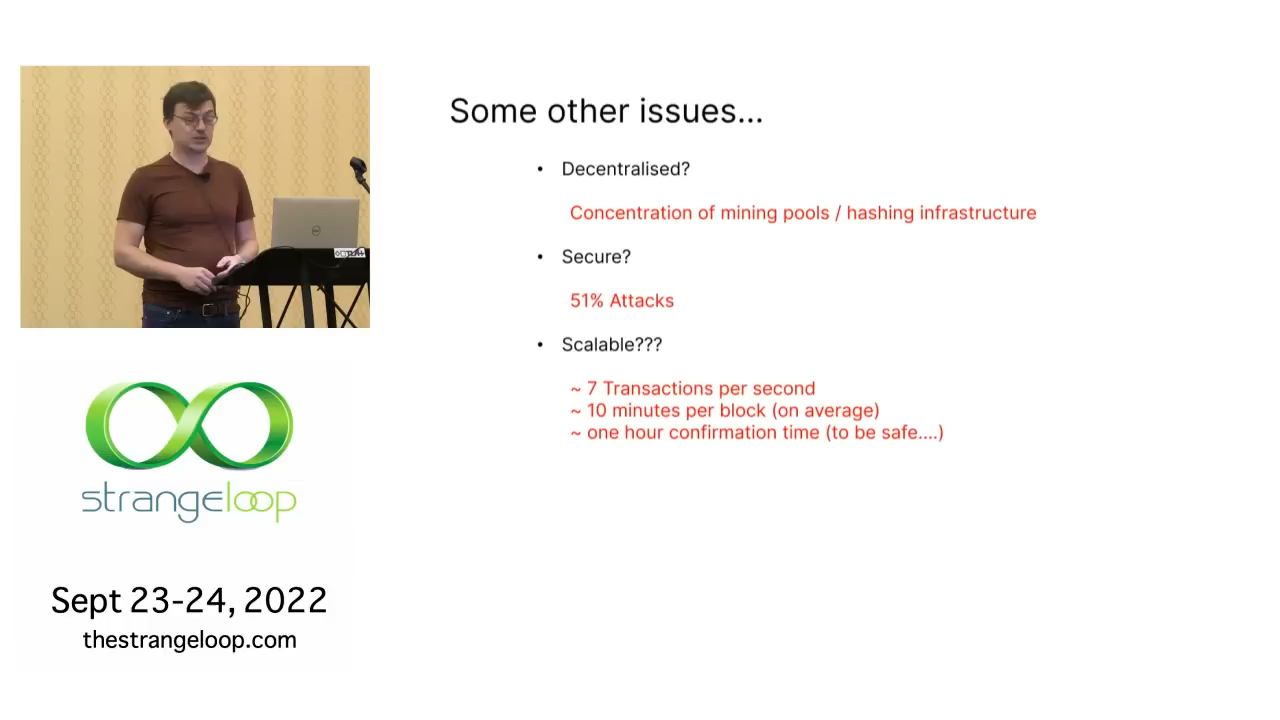 Some other issues...
• Decentralised?
Concentration of mining pools / hashing infrastructure
• Secure?
51% Attacks
• Scalable???
~ 7 Transactions per second
~ 10 minutes per block (on average)
~ one hour confirmation time (to be safe....)
strangeloop
Sept 23-24, 2022
thestrangeloop.com